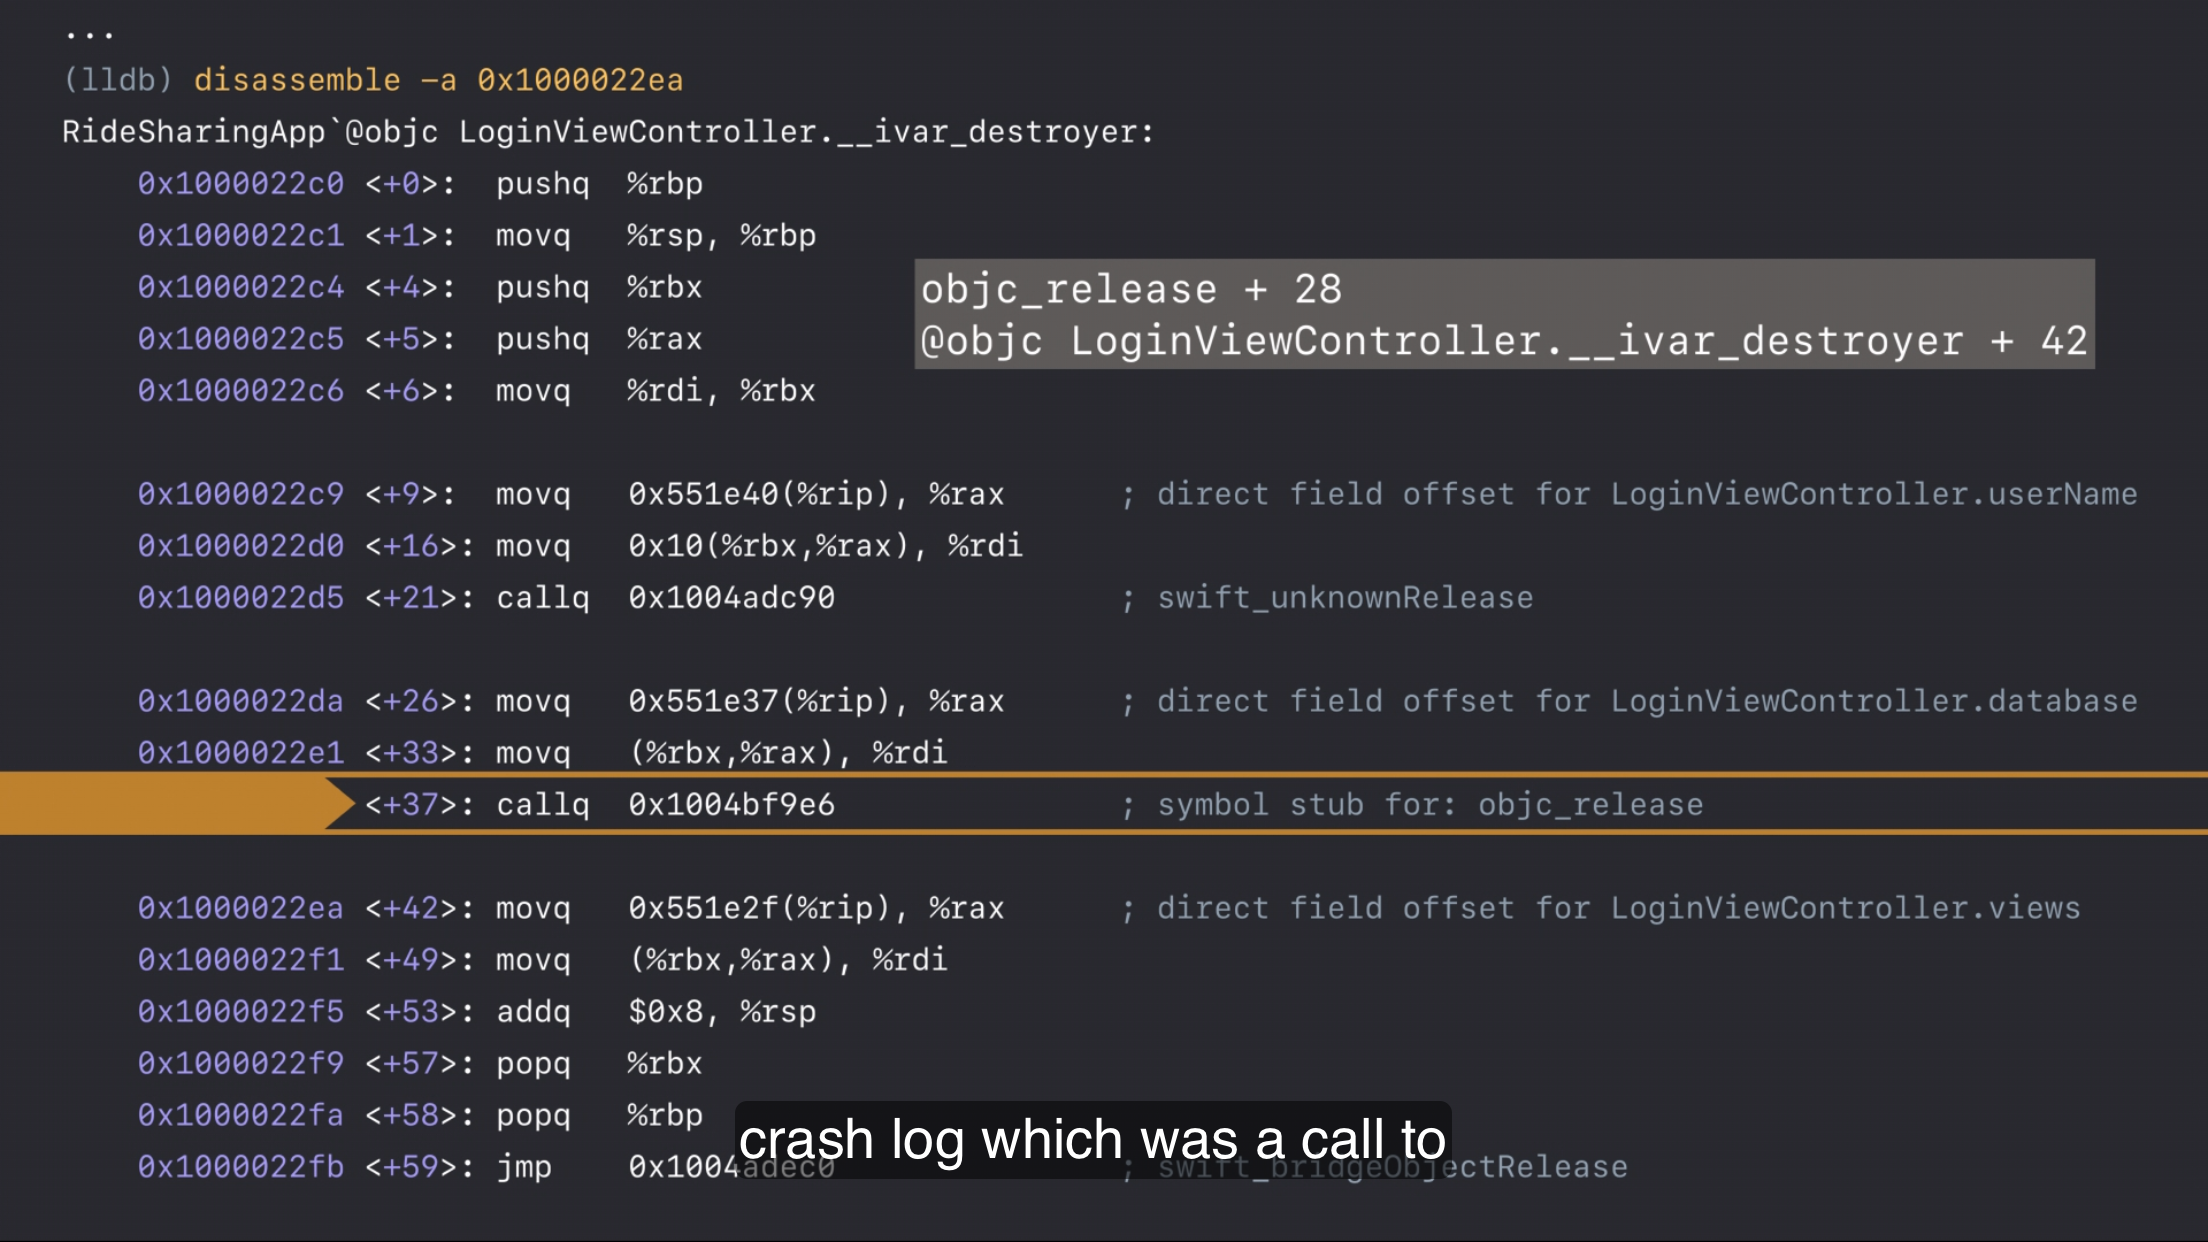 ...
(lldb) disassemble -a 0x1000022ea
RideSharingApp`@objc LoginViewController.__ivar_destroyer:
0x1000022c0 <+0>: pushq %rbp
0x1000022c1 <+1>: movq %rsp, %rbp
0x1000022c4 <+4>: pushq %rbx
0x1000022c5 <+5>: pushq %rax
0x1000022c6 <+6>: movq %rdi, %rbx
objc_release + 28
@objc LoginViewController.__ivar_destroyer + 42
0x1000022c9 <+9>: movq 0x551e40(%rip), %rax ; direct field offset for LoginViewController.userName
0x1000022d0 <+16>: movq 0x10(%rbx,%rax), %rdi
0x1000022d5 <+21>: callq 0x1004adc90 ; swift_unknownRelease
0x1000022da <+26>: movq 0x551e37(%rip), %rax ; direct field offset for LoginViewController.database
0x1000022e1 <+33>: movq (%rbx,%rax), %rdi
<+37>: callq 0x1004bf9e6 ; symbol stub for: objc_release
0x1000022ea <+42>: movq 0x551e2f(%rip), %rax ; direct field offset for LoginViewController.views
0x1000022f1 <+49>: movq (%rbx,%rax), %rdi
0x1000022f5 <+53>: addq $0x8, %rsp
0x1000022f9 <+57>: popq %rbx
0x1000022fa <+58>: popq %rbp
0x1000022fb <+59>: jmp 0x1004adec0 ; swift_bridgeObjectRelease
crash log which was a call to